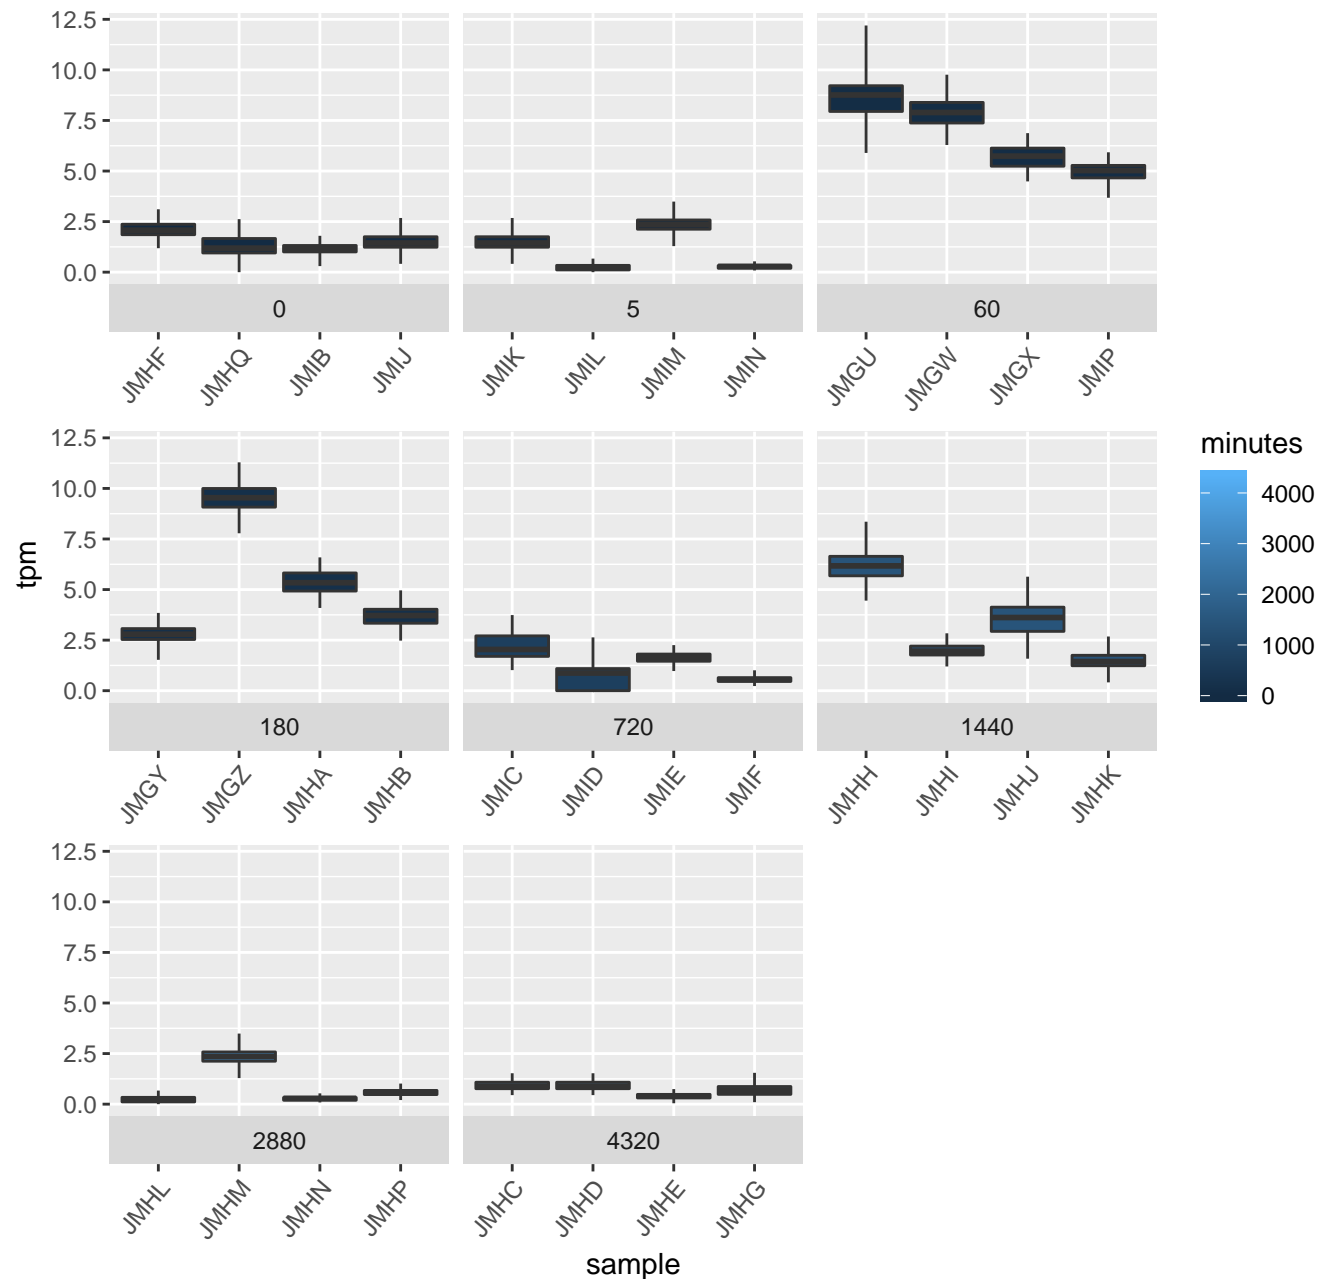 12.5
10.0
7.5
5.0
2.5
0.0
0
5
60
JMHF
JMHQ
JMIB
JMIJ
JMIK
JMIL
JMIM
JMIN
JMGU
JMGW
JMGX
JMIP
12.5
10.0
7.5
5.0
2.5
0.0
180
720
1440
JMGY
JMGZ
JMHA
JMHB
JMIC
JMID
JMIE
JMIF
JMHH
JMHI
JMHJ
JMHK
12.5
10.0
7.5
5.0
2.5
0.0
2880
4320
JMHL
JMHM
JMHN
JMHP
JMHC
JMHD
JMHE
JMHG
tpm
sample
minutes
4000
3000
2000
1000
0